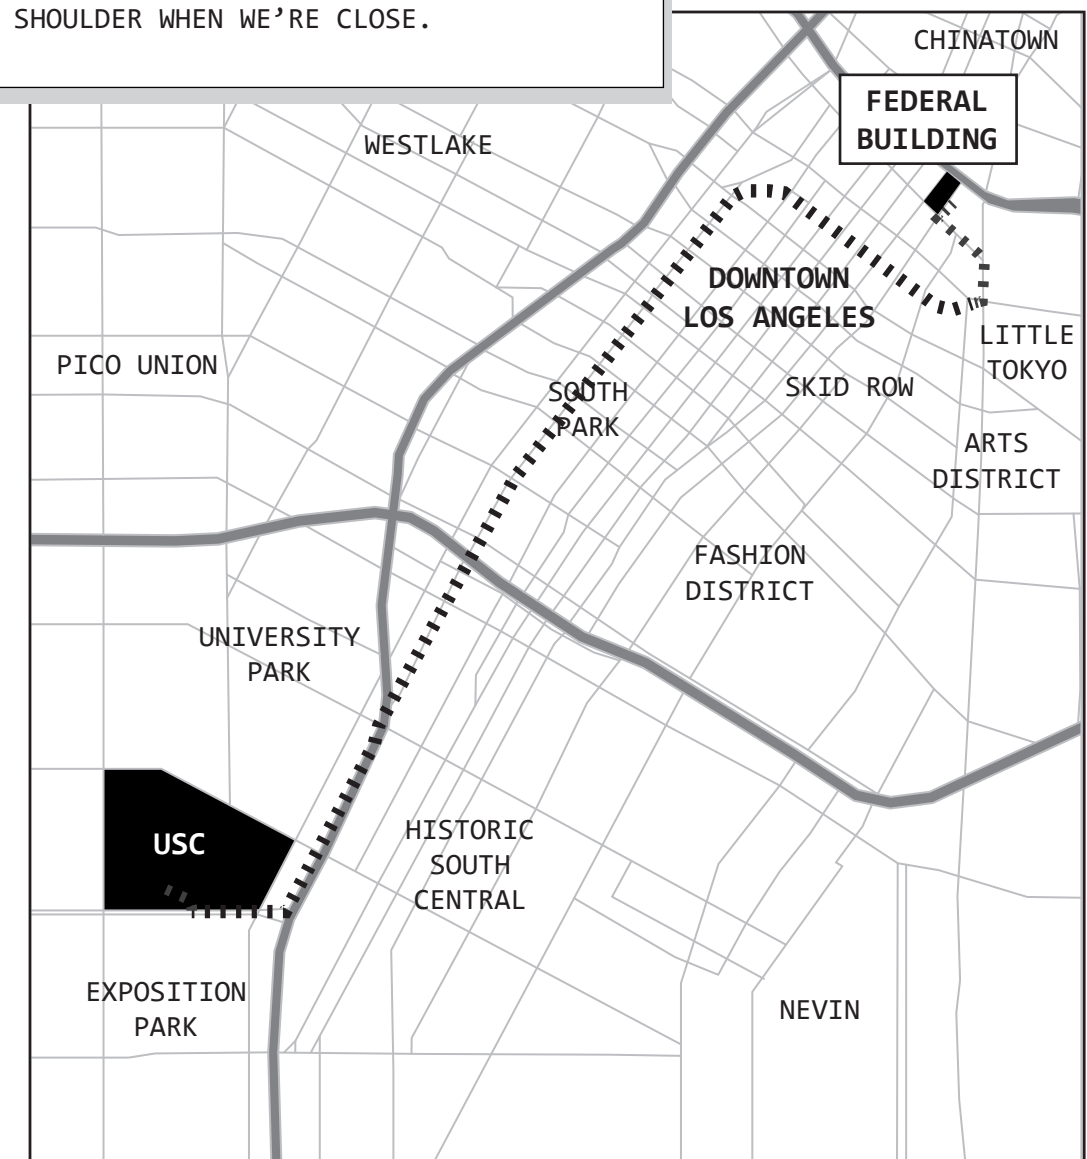 SHOULDER WHEN WE’RE CLOSE.
CHINATOWN
FEDERAL
BUILDING
WESTLAKE
DOWNTOWN
LOS ANGELES
LITTLE
TOKYO
PICO UNION
SOUTH
PARK
SKID ROW
ARTS
DISTRICT
FASHION
DISTRICT
UNIVERSITY
PARK
USC
HISTORIC
SOUTH
CENTRAL
EXPOSITION
PARK
NEVIN